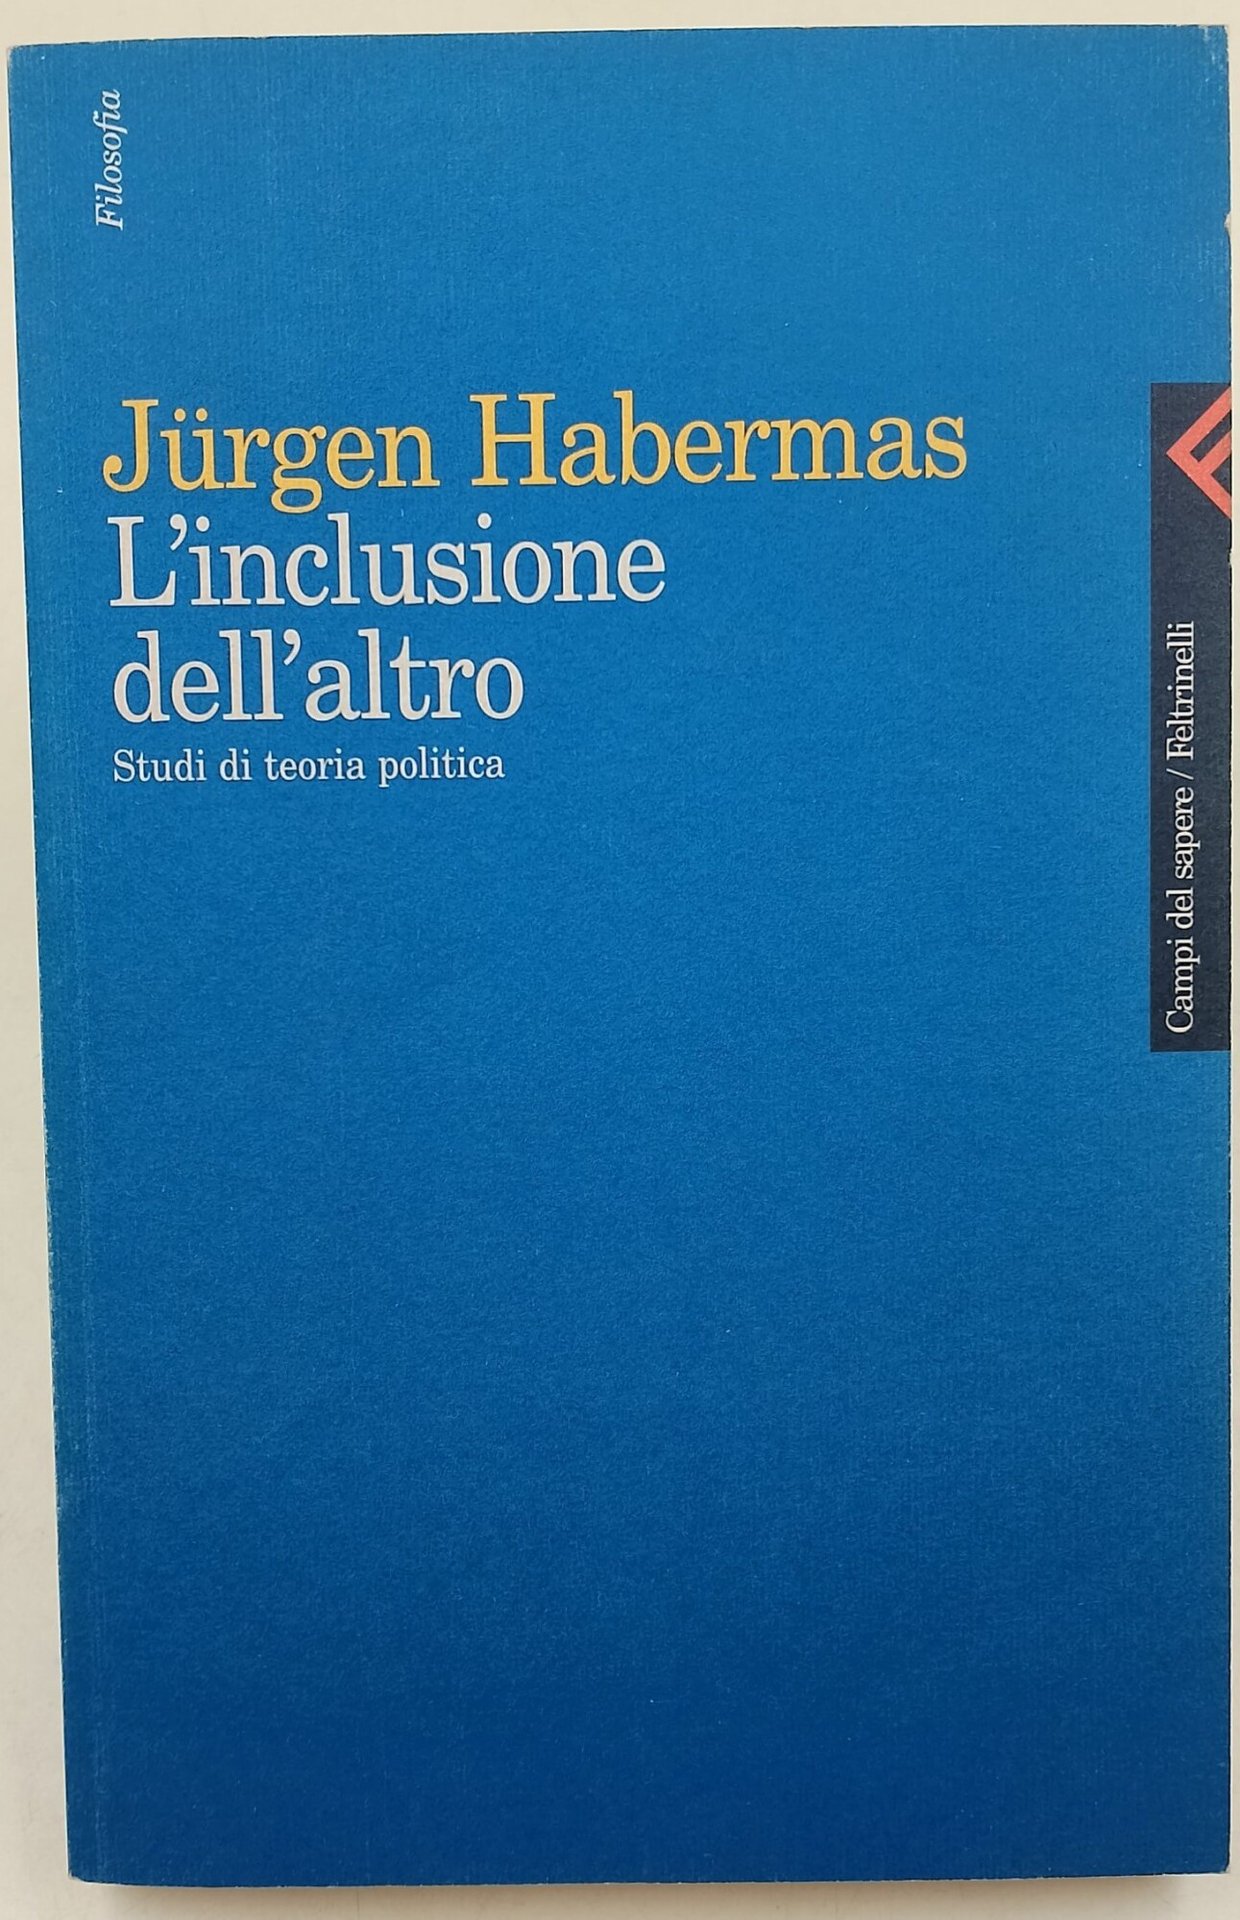 Filosofia
Jürgen Habermas
L'inclusione
dell'altro
Studi di teoria politica
Campi del sapere / Feltrinelli